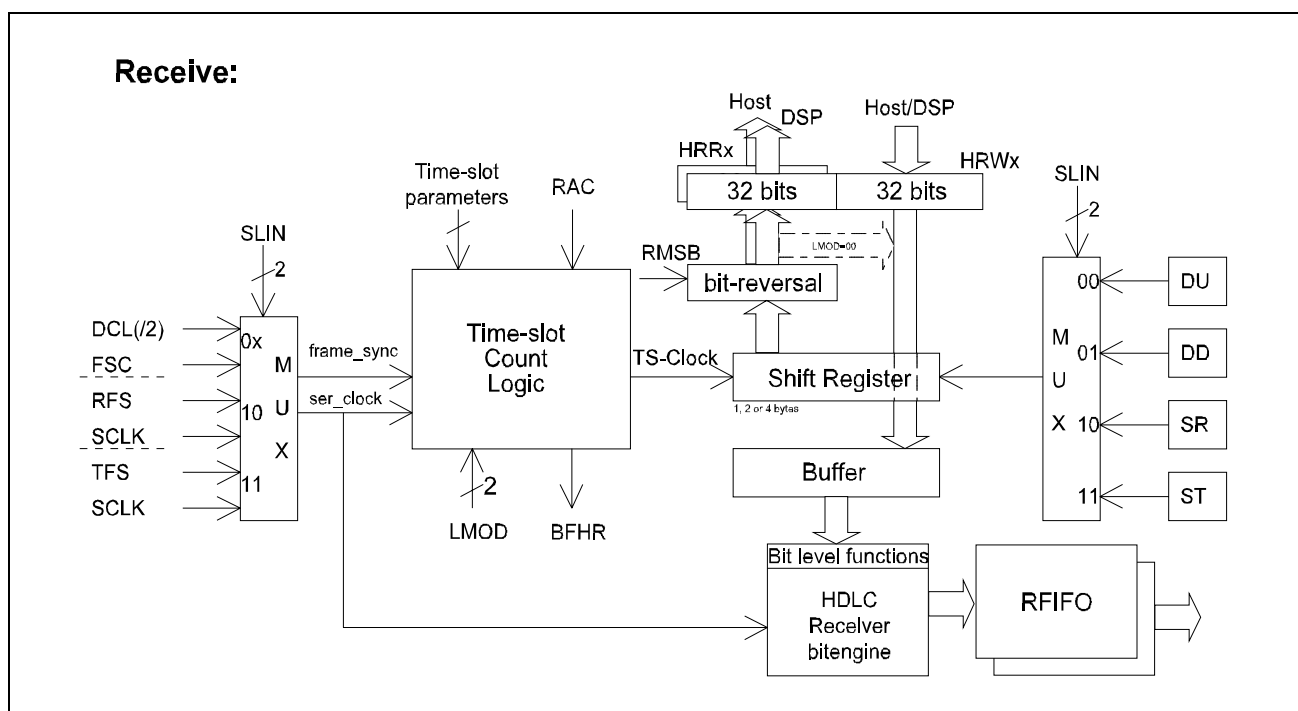 Receive:
Host
DSP
Host/DSP
HRRx
HRWx
32 bits
32 bits
Time-slot
parameters
RAC
SLIN
2
SLIN
2
LMOD=00
RMSB
bit-reversal
DCL(/2)
FSC
RFS
SCLK
TFS
SCLK
0x
10
11
M
U
X
frame_sync
ser_clock
Time-slot
Count
Logic
TS-Clock
Shift Register
1, 2 or 4 bytas
00
01
10
11
M
U
X
DU
DD
SR
ST
2
LMOD
BFHR
Buffer
Bit level functions
HDLC
Recelver
bitengine
RFIFO